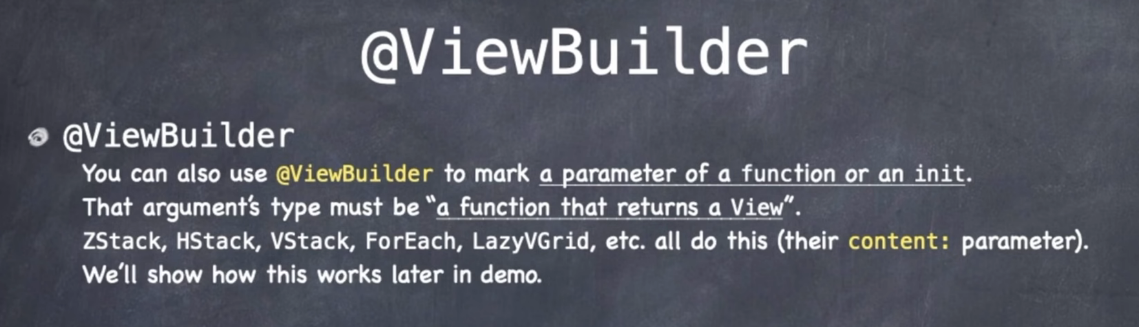 @ViewBuilder
@ViewBuilder
You can also use @ViewBuilder to mark a parameter of a function or an init.
That argument's type must be “a function that returns a View”.
ZStack, HStack, VStack, ForEach, LazyVGrid, etc. all do this (their content: parameter).
We'll show how this works later in demo.